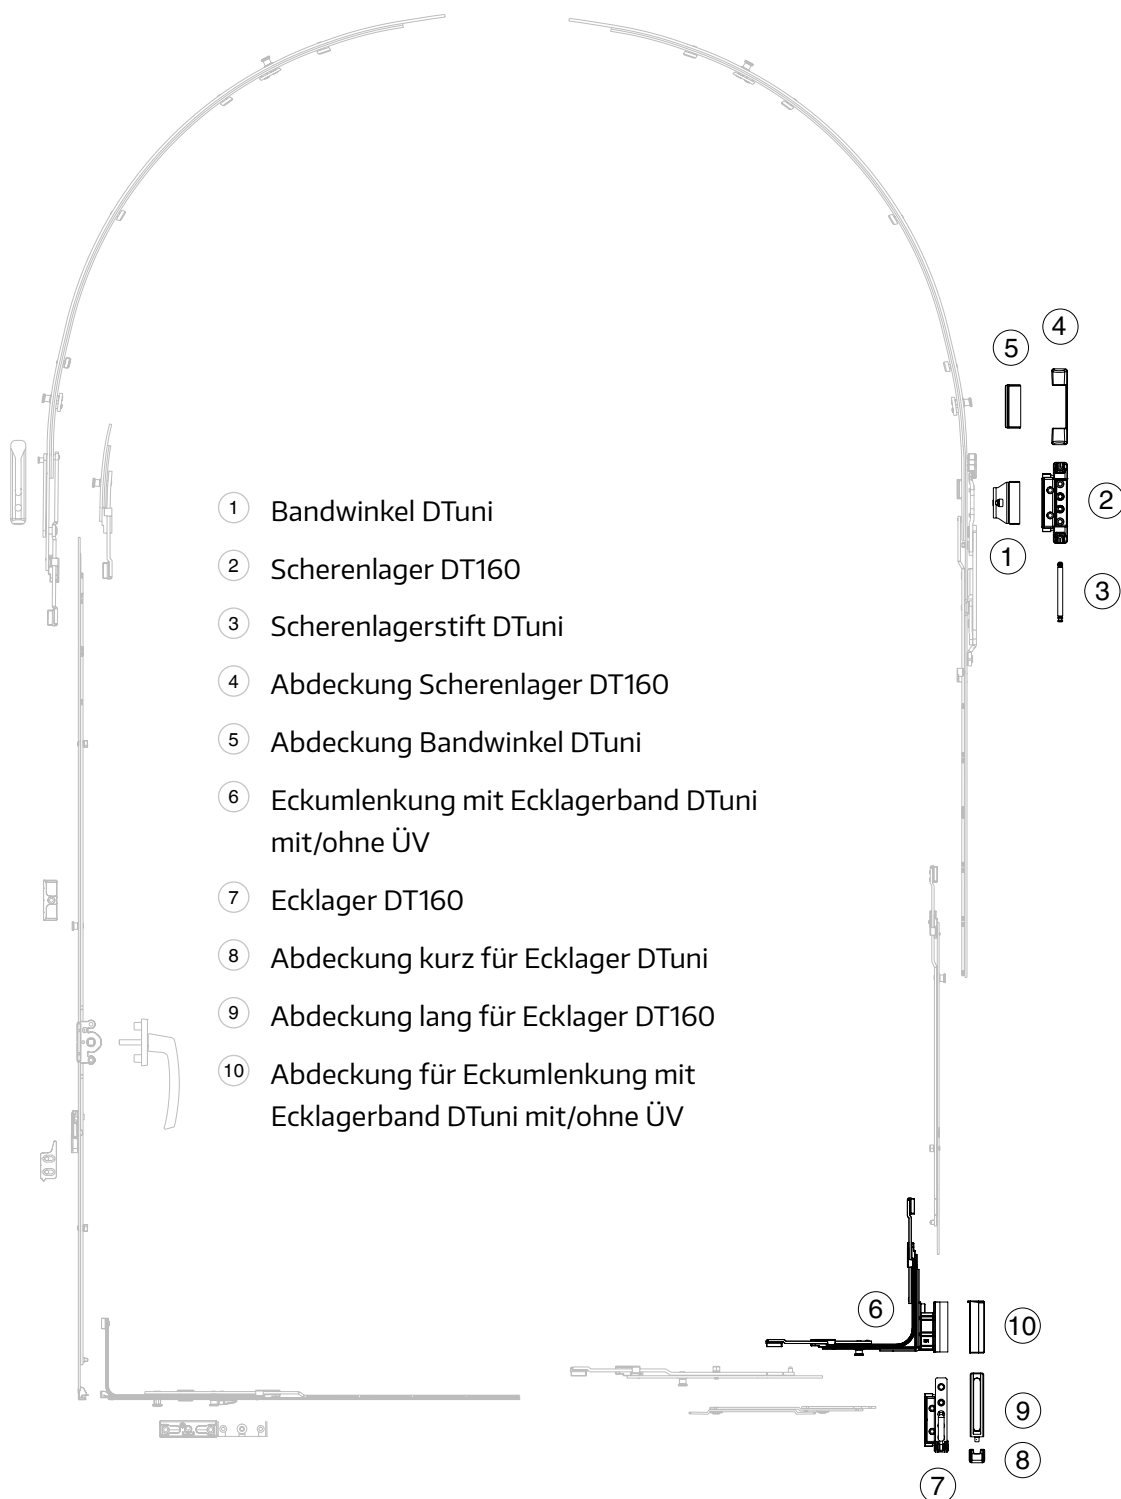 4
5
1 Bandwinkel DTuni
2
2 Scherenlager DT160
1
3 Scherenlagerstift DTuni
3
4 Abdeckung Scherenlager DT160
5 Abdeckung Bandwinkel DTuni
6 Eckumlenkung mit Ecklagerband DTuni
mit/ohne ÜV
7 Ecklager DT160
8 Abdeckung kurz für Ecklager DTuni
9 Abdeckung lang für Ecklager DT160
10 Abdeckung für Eckumlenkung mit
Ecklagerband DTuni mit/ohne ÜV
6
10
9
8
7